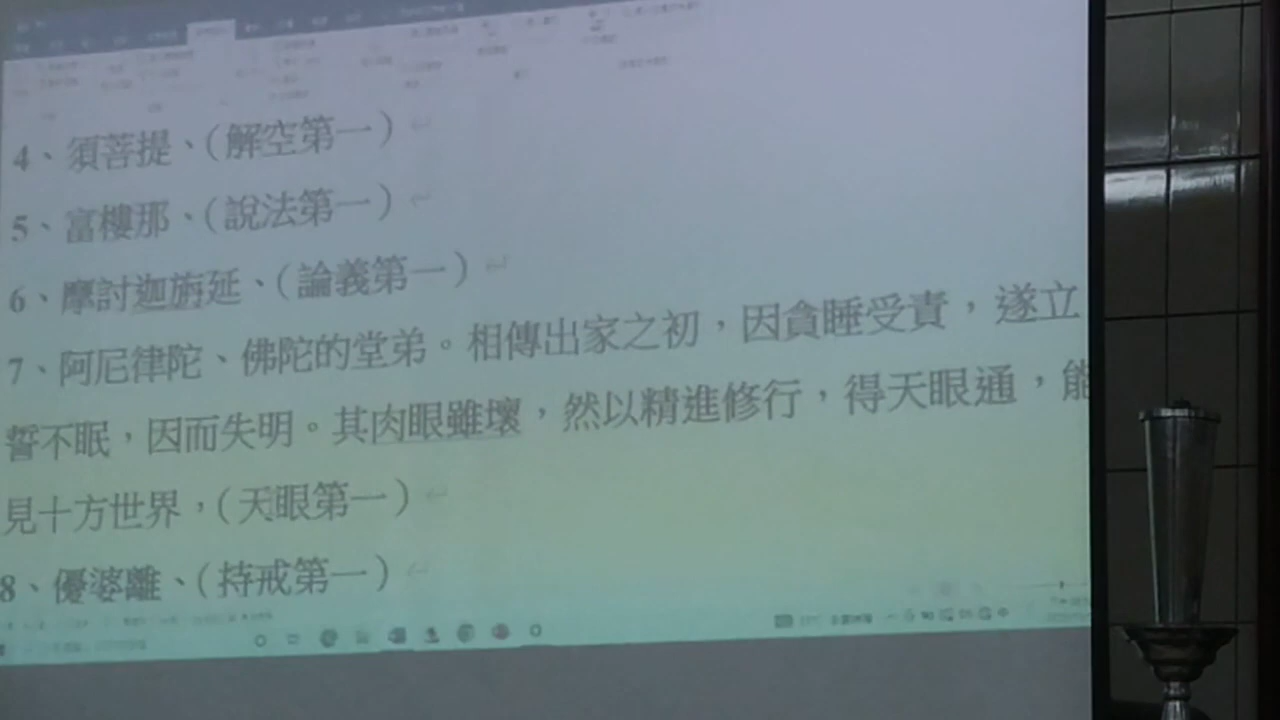 4、須菩提、(解空第一)
5、富樓那、(說法第一)
6、摩討迦旃延、(論義第一)
7、阿尼律陀、佛陀的堂弟。相傳出家之初，因貪睡受責，遂立
誓不眠，因而失明。其肉眼雖壞，然以精進修行，得天眼通，能
見十方世界，(天眼第一)
8、優婆離、(持戒第一)